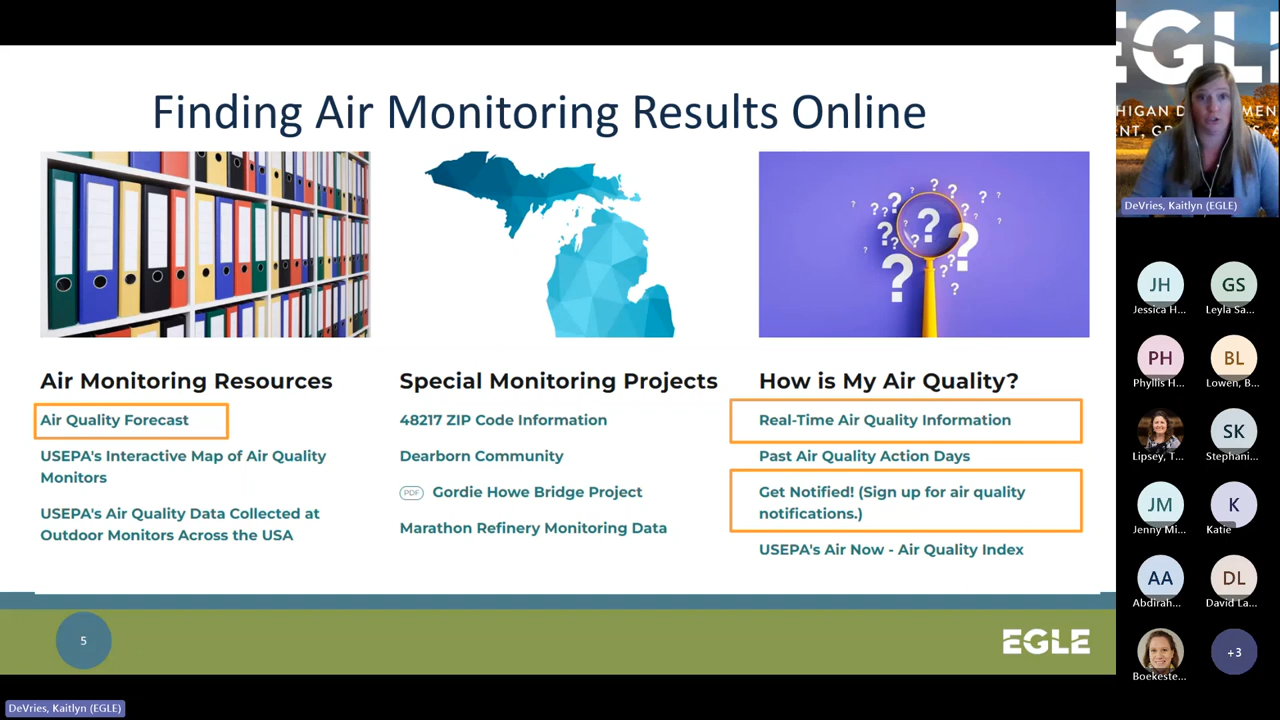 Finding Air Monitoring Results Online
Air Monitoring Resources
Air Quality Forecast
USEPA's Interactive Map of Air Quality
Monitors
USEPA's Air Quality Data Collected at
Outdoor Monitors Across the USA
Special Monitoring Projects
48217 ZIP Code Information
Dearborn Community
PDF Gordie Howe Bridge Project
Marathon Refinery Monitoring Data
How is My Air Quality?
Real-Time Air Quality Information
Past Air Quality Action Days
Get Notified! (Sign up for air quality
notifications.)
USEPA's Air Now - Air Quality Index
5
EGLE
DeVries, Kaitlyn (EGLE)
EGL
DeVries, Kaitlyn (EGLE)
JH
Jessica H...
GS
Leyla Sa...
PH
Phyllis H...
BL
Lowen, B...
Lipsey, T...
SK
Stephani...
JM
Jenny Mi...
K
Katie
AA
Abdirah...
DL
David La...
Boekeste...
+3